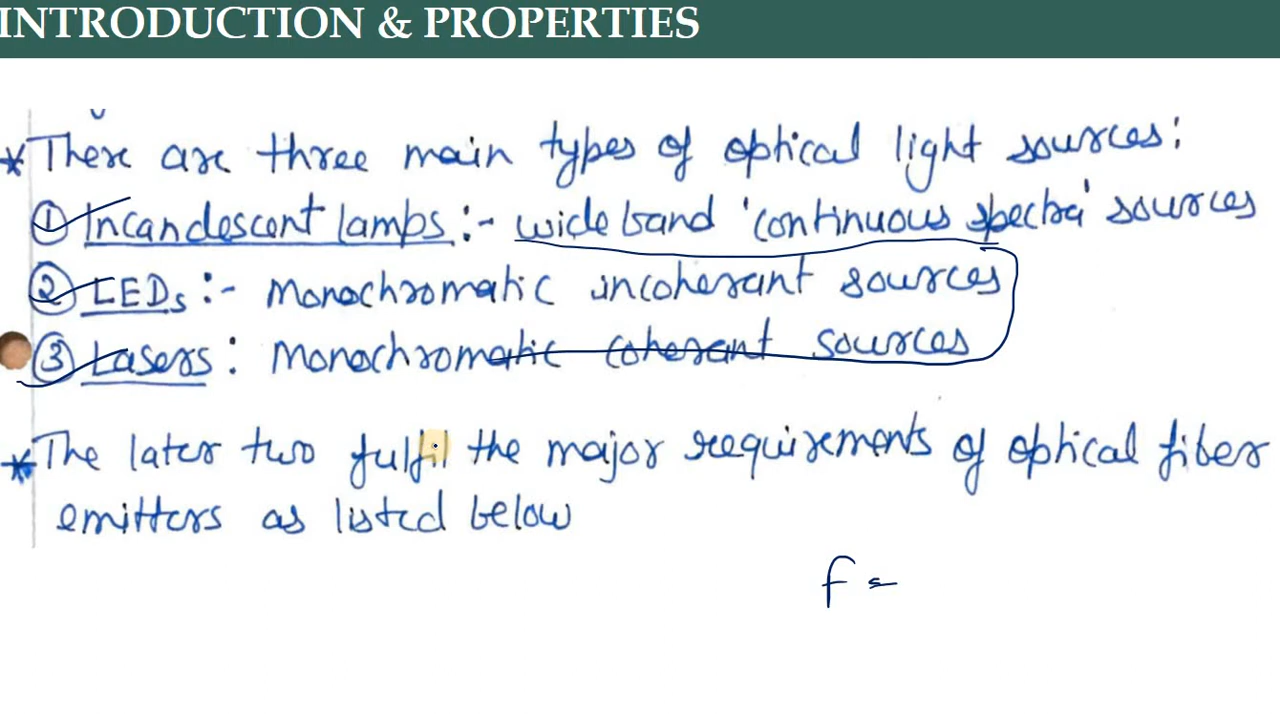 INTRODUCTION & PROPERTIES
* There are three main types of optical light sources:
① Incandescent lamps :- wide band 'continuous spectra' sources
② LEDs :- Monochromatic incoherant sources
③ Lasers : Monochromatic coherant sources
* The later two fulfil the major requirements of optical fiber
emitters as listed below
f =